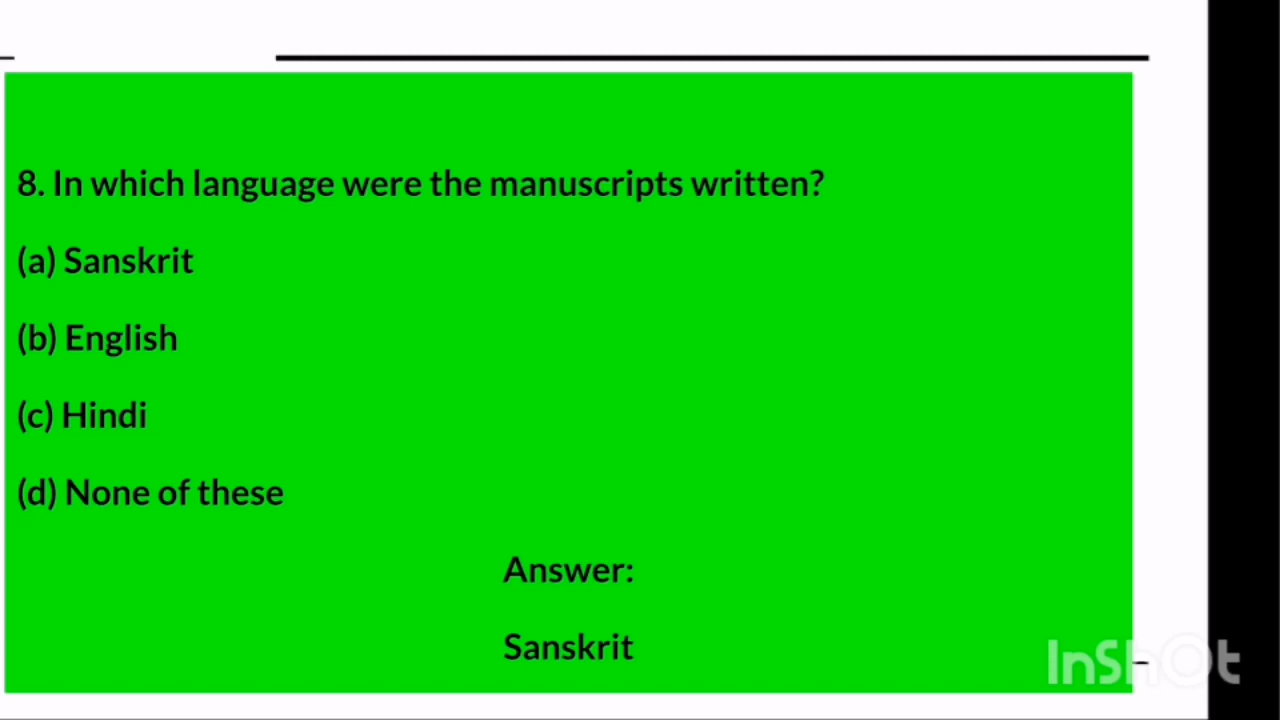 8. In which language were the manuscripts written?
(a) Sanskrit
(b) English
(c) Hindi
(d) None of these
Answer:
Sanskrit
InShOt